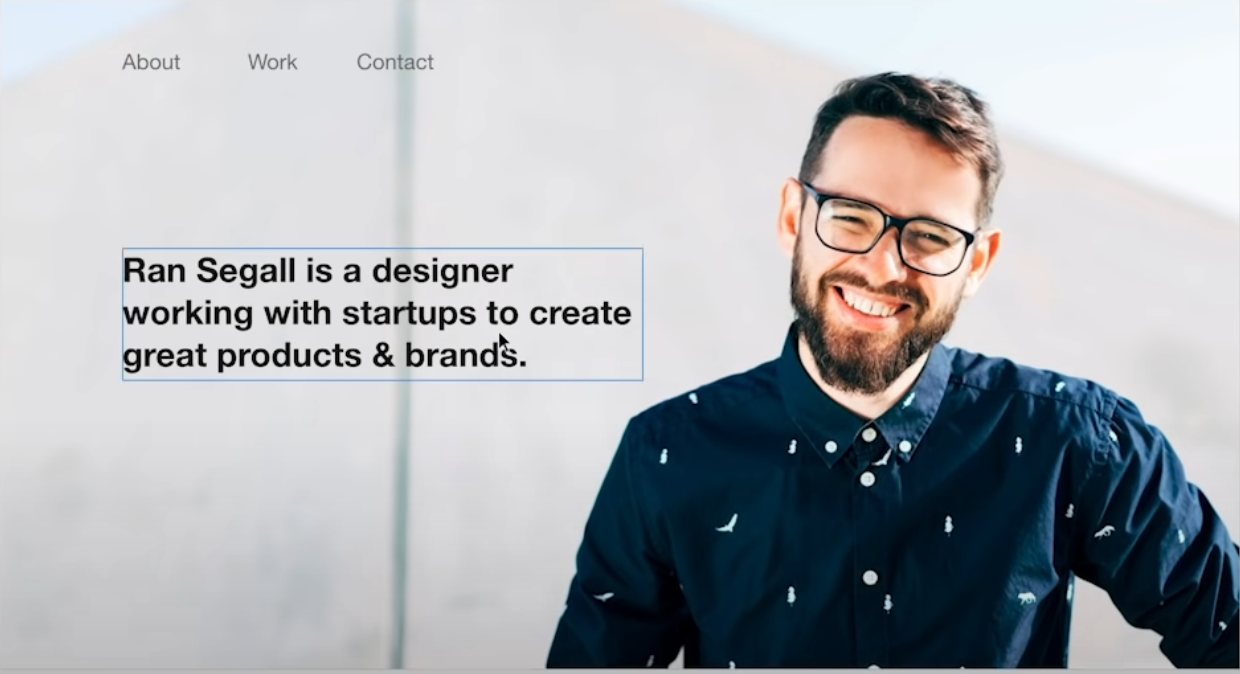 About Work Contact
Ran Segall is a designer
working with startups to create
great products & brands.